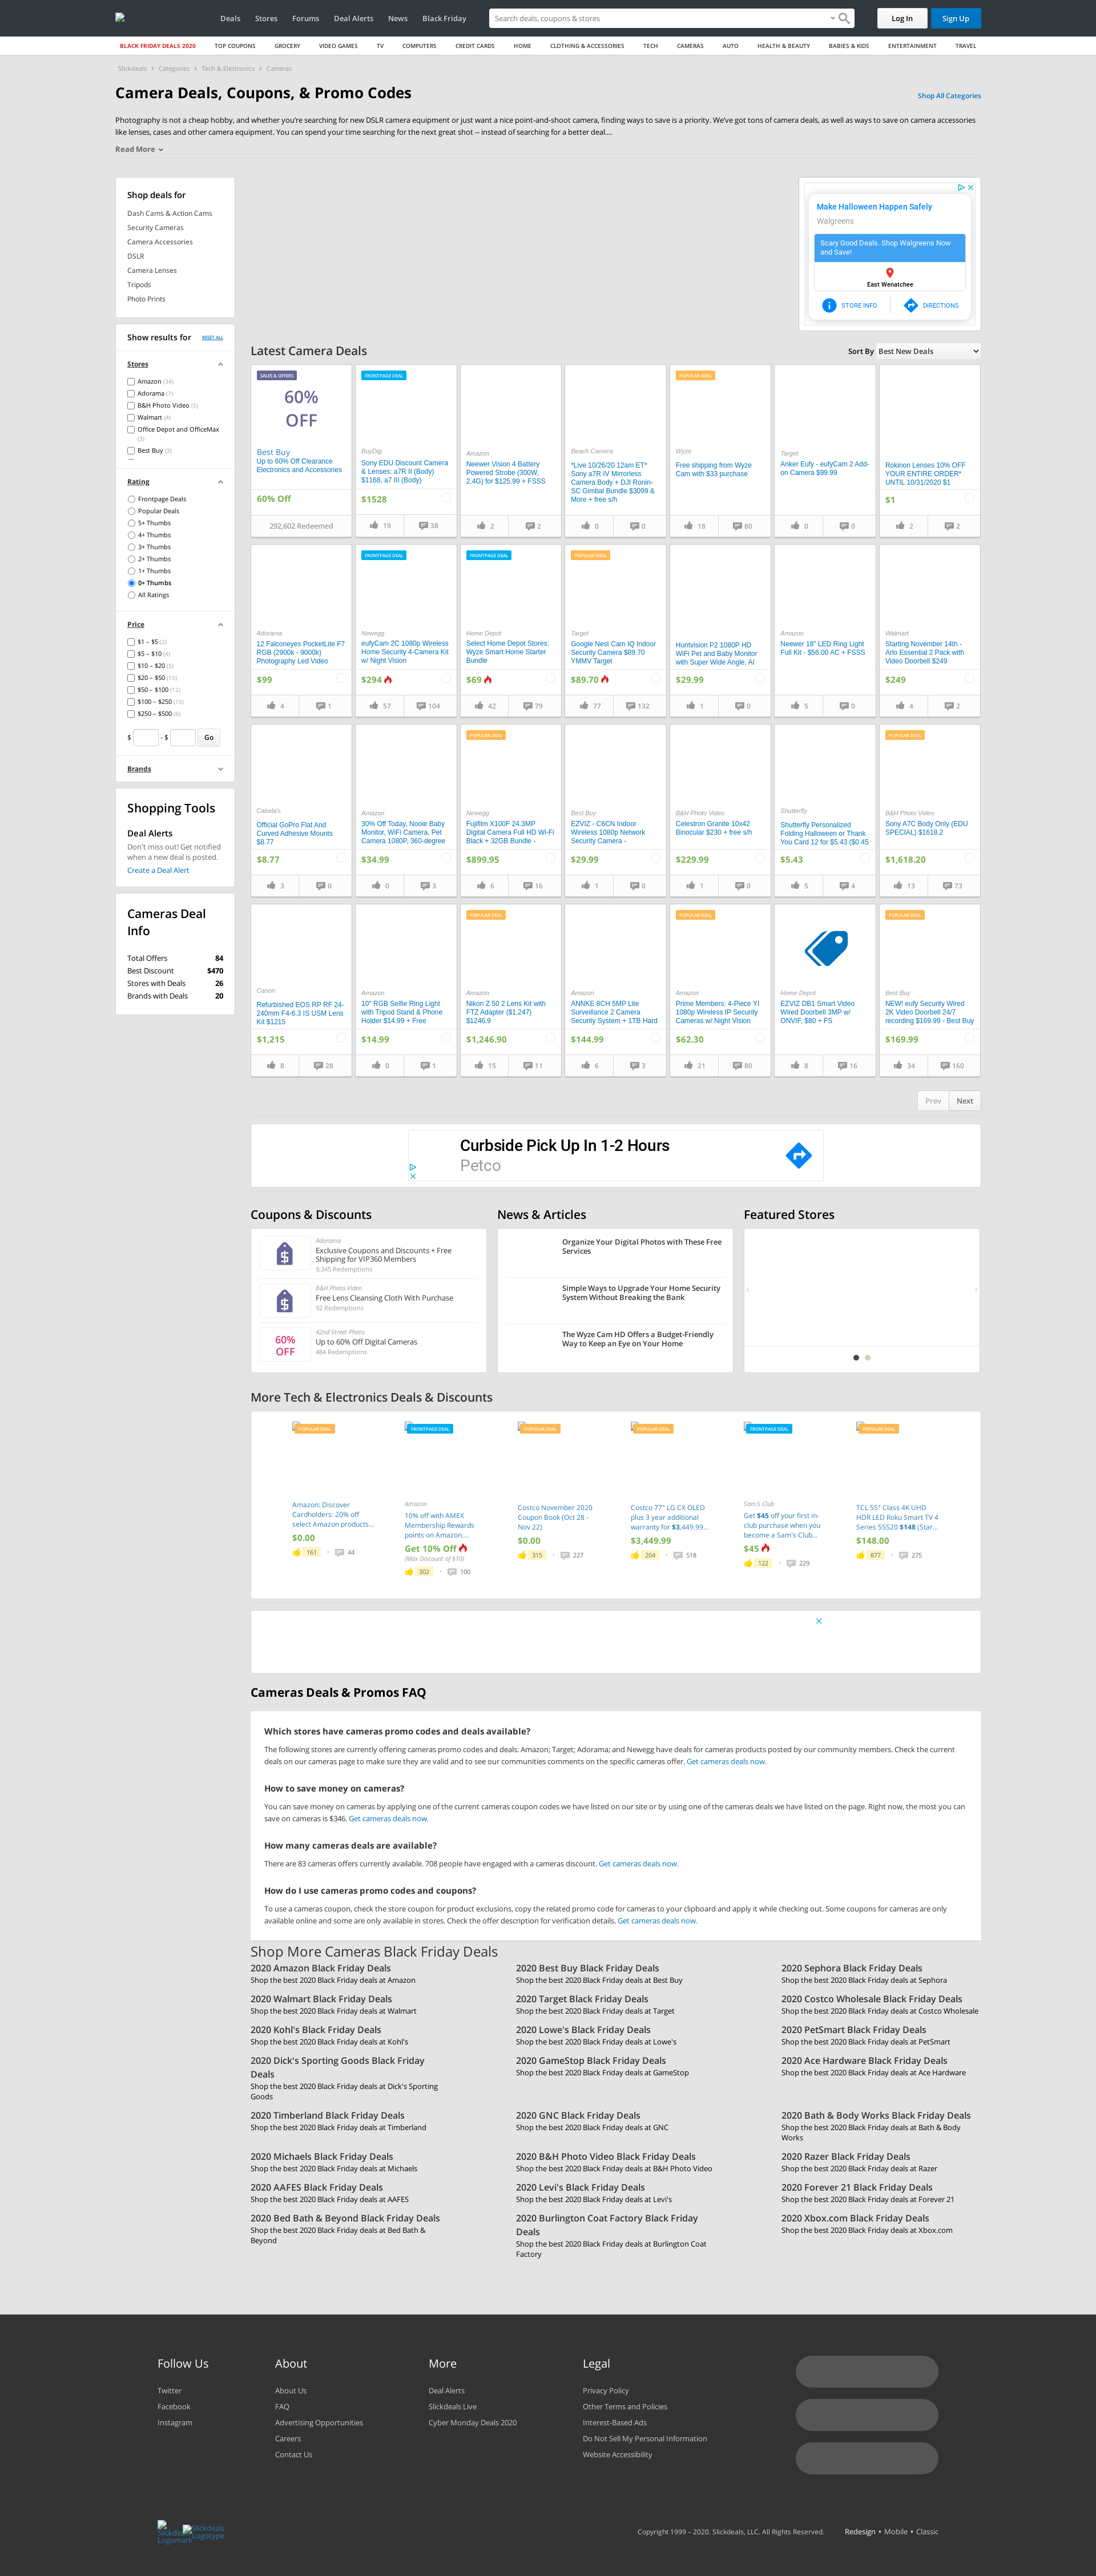 Deals Stores Forums Deal Alerts News Black Friday
Search deals, coupons & stores
Log In Sign Up
BLACK FRIDAY DEALS 2020 TOP COUPONS GROCERY VIDEO GAMES TV COMPUTERS CREDIT CARDS HOME CLOTHING & ACCESSORIES TECH CAMERAS AUTO HEALTH & BEAUTY BABIES & KIDS ENTERTAINMENT TRAVEL
Slickdeals › Categories › Tech & Electronics › Cameras
Camera Deals, Coupons, & Promo Codes
Shop All Categories
Photography is not a cheap hobby, and whether you’re searching for new DSLR camera equipment or just want a nice point-and-shoot camera, finding ways to save is a priority. We’ve got tons of camera deals, as well as ways to save on camera accessories
like lenses, cases and other camera equipment. You can spend your time searching for the next great shot -- instead of searching for a better deal....
Read More
Shop deals for
Dash Cams & Action Cams
Security Cameras
Camera Accessories
DSLR
Camera Lenses
Tripods
Photo Prints
Show results for RESET ALL
Stores
Amazon (34)
Adorama (7)
B&H Photo Video (5)
Walmart (4)
Office Depot and OfficeMax
(3)
Best Buy (3)
Rating
Frontpage Deals
Popular Deals
5+ Thumbs
4+ Thumbs
3+ Thumbs
2+ Thumbs
1+ Thumbs
0+ Thumbs
All Ratings
Price
$1 – $5 (2)
$5 – $10 (4)
$10 – $20 (5)
$20 – $50 (15)
$50 – $100 (12)
$100 – $250 (15)
$250 – $500 (6)
$ - $ Go
Brands
Shopping Tools
Deal Alerts
Don't miss out! Get notified
when a new deal is posted.
Create a Deal Alert
Cameras Deal
Info
Total Offers 84
Best Discount $470
Stores with Deals 26
Brands with Deals 20
Make Halloween Happen Safely
Walgreens
Scary Good Deals. Shop Walgreens Now
and Save!
East Wenatchee
STORE INFO DIRECTIONS
Latest Camera Deals
Sort By Best New Deals
SALES & OFFERS
60%
OFF
Best Buy
Up to 60% Off Clearance
Electronics and Accessories
60% Off
292,602 Redeemed
FRONTPAGE DEAL
BuyDig
Sony EDU Discount Camera
& Lenses: a7R II (Body)
$1168, a7 III (Body)
$1528
19 38
Amazon
Neewer Vision 4 Battery
Powered Strobe (300W,
2.4G) for $125.99 + FSSS
2 2
Beach Camera
*Live 10/26/20 12am ET*
Sony a7R IV Mirrorless
Camera Body + DJI Ronin-
SC Gimbal Bundle $3099 &
More + free s/h
0 0
POPULAR DEAL
Wyze
Free shipping from Wyze
Cam with $33 purchase
18 80
Target
Anker Eufy - eufyCam 2 Add-
on Camera $99.99
0 0
Rokinon Lenses 10% OFF
YOUR ENTIRE ORDER*
UNTIL 10/31/2020 $1
$1
2 2
Adorama
12 Falconeyes PocketLite F7
RGB (2900k - 9000k)
Photography Led Video
$99
4 1
FRONTPAGE DEAL
Newegg
eufyCam 2C 1080p Wireless
Home Security 4-Camera Kit
w/ Night Vision
$294
57 104
FRONTPAGE DEAL
Home Depot
Select Home Depot Stores:
Wyze Smart Home Starter
Bundle
$69
42 79
POPULAR DEAL
Target
Google Nest Cam IQ Indoor
Security Camera $89.70
YMMV Target
$89.70
77 132
Huntvision P2 1080P HD
WiFi Pet and Baby Monitor
with Super Wide Angle, AI
$29.99
1 0
Amazon
Neewer 18" LED Ring Light
Full Kit - $56.00 AC + FSSS
5 0
Walmart
Starting November 14th -
Arlo Essential 2 Pack with
Video Doorbell $249
$249
4 2
Cabela's
Official GoPro Flat And
Curved Adhesive Mounts
$8.77
$8.77
3 0
Amazon
30% Off Today, Nooie Baby
Monitor, WiFi Camera, Pet
Camera 1080P, 360-degree
$34.99
0 3
POPULAR DEAL
Newegg
Fujifilm X100F 24.3MP
Digital Camera Full HD Wi-Fi
Black + 32GB Bundle -
$899.95
6 16
Best Buy
EZVIZ - C6CN Indoor
Wireless 1080p Network
Security Camera -
$29.99
1 0
B&H Photo Video
Celestron Granite 10x42
Binocular $230 + free s/h
$229.99
1 0
Shutterfly
Shutterfly Personalized
Folding Halloween or Thank
You Card 12 for $5.43 ($0.45
$5.43
5 4
POPULAR DEAL
B&H Photo Video
Sony A7C Body Only (EDU
SPECIAL) $1618.2
$1,618.20
13 73
Canon
Refurbished EOS RP RF 24-
240mm F4-6.3 IS USM Lens
Kit $1215
$1,215
8 28
Amazon
10" RGB Selfie Ring Light
with Tripod Stand & Phone
Holder $14.99 + Free
$14.99
0 1
POPULAR DEAL
Amazon
Nikon Z 50 2 Lens Kit with
FTZ Adapter ($1,247)
$1246.9
$1,246.90
15 11
Amazon
ANNKE 8CH 5MP Lite
Surveillance 2 Camera
Security System + 1TB Hard
$144.99
6 3
POPULAR DEAL
Amazon
Prime Members: 4-Piece YI
1080p Wireless IP Security
Cameras w/ Night Vision
$62.30
21 80
Home Depot
EZVIZ DB1 Smart Video
Wired Doorbell 3MP w/
ONVIF, $80 + FS
8 16
POPULAR DEAL
Best Buy
NEW! eufy Security Wired
2K Video Doorbell 24/7
recording $169.99 - Best Buy
$169.99
34 160
Prev Next
Curbside Pick Up In 1-2 Hours
Petco
Coupons & Discounts
Adorama
Exclusive Coupons and Discounts + Free
Shipping for VIP360 Members
9,345 Redemptions
B&H Photo Video
Free Lens Cleansing Cloth With Purchase
92 Redemptions
60%
OFF
42nd Street Photo
Up to 60% Off Digital Cameras
484 Redemptions
News & Articles
Organize Your Digital Photos with These Free
Services
Simple Ways to Upgrade Your Home Security
System Without Breaking the Bank
The Wyze Cam HD Offers a Budget-Friendly
Way to Keep an Eye on Your Home
Featured Stores
More Tech & Electronics Deals & Discounts
POPULAR DEAL
Amazon: Discover
Cardholders: 20% off
select Amazon products...
$0.00
161 44
FRONTPAGE DEAL
Amazon
10% off with AMEX
Membership Rewards
points on Amazon,...
Get 10% Off
(Max Discount of $10)
302 100
POPULAR DEAL
Costco November 2020
Coupon Book (Oct 28 -
Nov 22)
$0.00
315 227
POPULAR DEAL
Costco 77" LG CX OLED
plus 3 year additional
warranty for $3,449.99...
$3,449.99
204 518
FRONTPAGE DEAL
Sam's Club
Get $45 off your first in-
club purchase when you
become a Sam's Club...
$45
122 229
POPULAR DEAL
TCL 55" Class 4K UHD
HDR LED Roku Smart TV 4
Series 55S20 $148 (Star...
$148.00
877 275
Cameras Deals & Promos FAQ
Which stores have cameras promo codes and deals available?
The following stores are currently offering cameras promo codes and deals: Amazon; Target; Adorama; and Newegg have deals for cameras products posted by our community members. Check the current
deals on our cameras page to make sure they are valid and to see our communities comments on the specific cameras offer. Get cameras deals now.
How to save money on cameras?
You can save money on cameras by applying one of the current cameras coupon codes we have listed on our site or by using one of the cameras deals we have listed on the page. Right now, the most you can
save on cameras is $346. Get cameras deals now.
How many cameras deals are available?
There are 83 cameras offers currently available. 708 people have engaged with a cameras discount. Get cameras deals now.
How do I use cameras promo codes and coupons?
To use a cameras coupon, check the store coupon for product exclusions, copy the related promo code for cameras to your clipboard and apply it while checking out. Some coupons for cameras are only
available online and some are only available in stores. Check the offer description for verification details. Get cameras deals now.
Shop More Cameras Black Friday Deals
2020 Amazon Black Friday Deals
Shop the best 2020 Black Friday deals at Amazon
2020 Best Buy Black Friday Deals
Shop the best 2020 Black Friday deals at Best Buy
2020 Sephora Black Friday Deals
Shop the best 2020 Black Friday deals at Sephora
2020 Walmart Black Friday Deals
Shop the best 2020 Black Friday deals at Walmart
2020 Target Black Friday Deals
Shop the best 2020 Black Friday deals at Target
2020 Costco Wholesale Black Friday Deals
Shop the best 2020 Black Friday deals at Costco Wholesale
2020 Kohl's Black Friday Deals
Shop the best 2020 Black Friday deals at Kohl's
2020 Lowe's Black Friday Deals
Shop the best 2020 Black Friday deals at Lowe's
2020 PetSmart Black Friday Deals
Shop the best 2020 Black Friday deals at PetSmart
2020 Dick's Sporting Goods Black Friday
Deals
Shop the best 2020 Black Friday deals at Dick's Sporting
Goods
2020 GameStop Black Friday Deals
Shop the best 2020 Black Friday deals at GameStop
2020 Ace Hardware Black Friday Deals
Shop the best 2020 Black Friday deals at Ace Hardware
2020 Timberland Black Friday Deals
Shop the best 2020 Black Friday deals at Timberland
2020 GNC Black Friday Deals
Shop the best 2020 Black Friday deals at GNC
2020 Bath & Body Works Black Friday Deals
Shop the best 2020 Black Friday deals at Bath & Body
Works
2020 Michaels Black Friday Deals
Shop the best 2020 Black Friday deals at Michaels
2020 B&H Photo Video Black Friday Deals
Shop the best 2020 Black Friday deals at B&H Photo Video
2020 Razer Black Friday Deals
Shop the best 2020 Black Friday deals at Razer
2020 AAFES Black Friday Deals
Shop the best 2020 Black Friday deals at AAFES
2020 Levi's Black Friday Deals
Shop the best 2020 Black Friday deals at Levi's
2020 Forever 21 Black Friday Deals
Shop the best 2020 Black Friday deals at Forever 21
2020 Bed Bath & Beyond Black Friday Deals
Shop the best 2020 Black Friday deals at Bed Bath &
Beyond
2020 Burlington Coat Factory Black Friday
Deals
Shop the best 2020 Black Friday deals at Burlington Coat
Factory
2020 Xbox.com Black Friday Deals
Shop the best 2020 Black Friday deals at Xbox.com
Follow Us
Twitter
Facebook
Instagram
About
About Us
FAQ
Advertising Opportunities
Careers
Contact Us
More
Deal Alerts
Slickdeals Live
Cyber Monday Deals 2020
Legal
Privacy Policy
Other Terms and Policies
Interest-Based Ads
Do Not Sell My Personal Information
Website Accessibility
Slickdeals
Logomark
Slickdeals
Logotype
Copyright 1999 – 2020. Slickdeals, LLC. All Rights Reserved. Redesign • Mobile • Classic